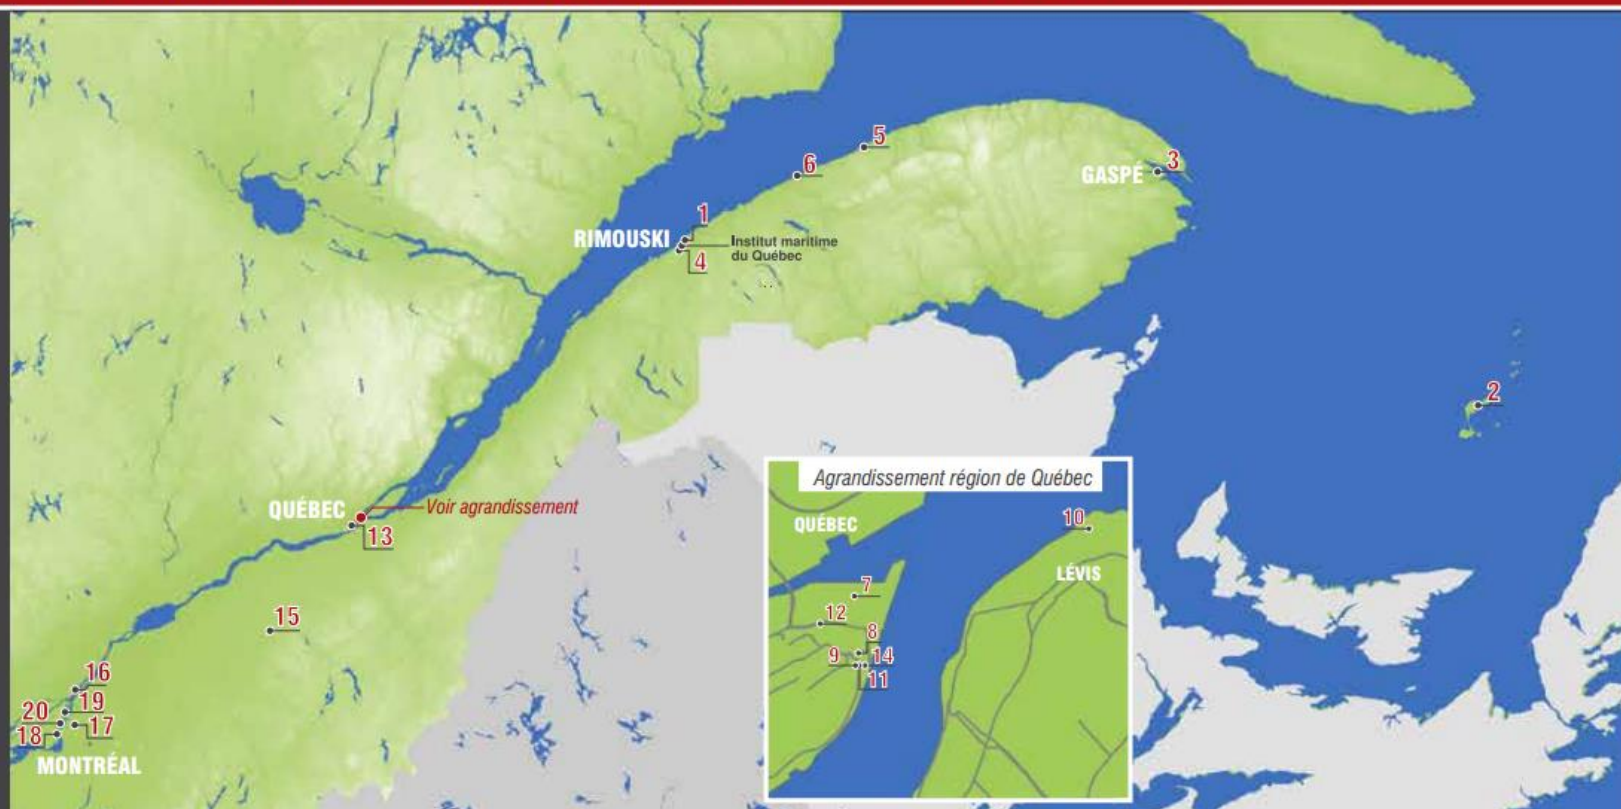 5
6
3
GASPÉ
1
RIMOUSKI
Institut maritime
du Québec
4
2
Agrandissement région de Québec
QUÉBEC
Voir agrandissement
13
QUÉBEC
10
LÉVIS
7
12
8
9
14
11
15
16
19
20
17
18
MONTRÉAL